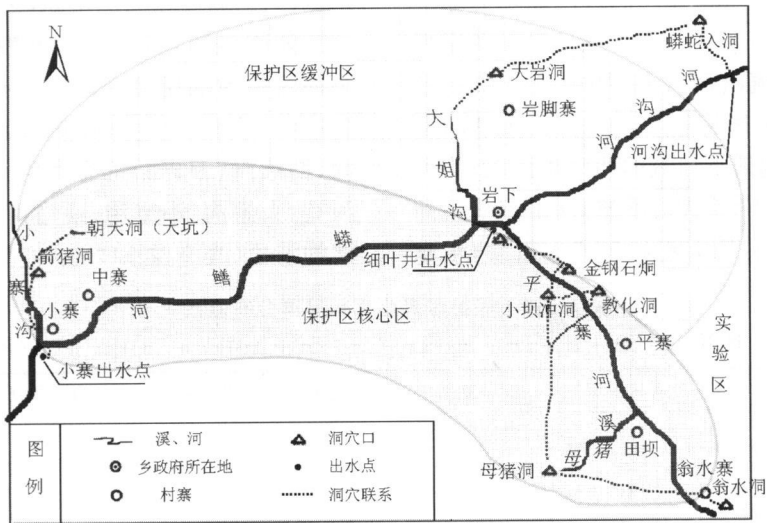 N
保护区缓冲区
蟒蛇入洞
大岩洞
岩脚寨
河沟河
河沟出水点
大姐沟
岩下
小寨沟
朝天洞（天坑）
箭猪洞
中寨
小寨
鳝蟒河
细叶井出水点
金钢石炯
小坝冲洞
教化洞
平寨河
保护区核心区
实验区
平寨
小寨出水点
母猪溪
田坝
母猪洞
翁水寨
翁水洞
图例
溪、河
洞穴口
乡政府所在地
出水点
村寨
洞穴联系